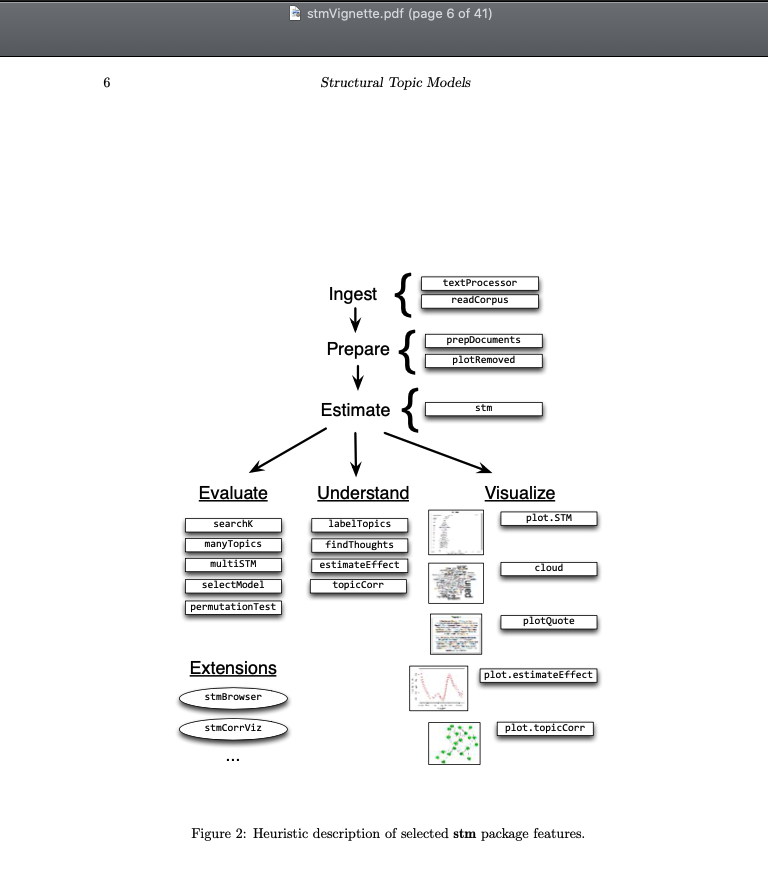 stmVignette.pdf (page 6 of 41)
6 Structural Topic Models
Ingest
{
textProcessor
readCorpus
Prepare
{
prepDocuments
plotRemoved
Estimate
{
stm
Evaluate
searchK
manyTopics
multiSTM
selectModel
permutationTest
Understand
labelTopics
findThoughts
estimateEffect
topicCorr
Visualize
plot.STM
cloud
plotQuote
plot.estimateEffect
plot.topicCorr
Extensions
stmBrowser
stmCorrViz
...
Figure 2: Heuristic description of selected stm package features.